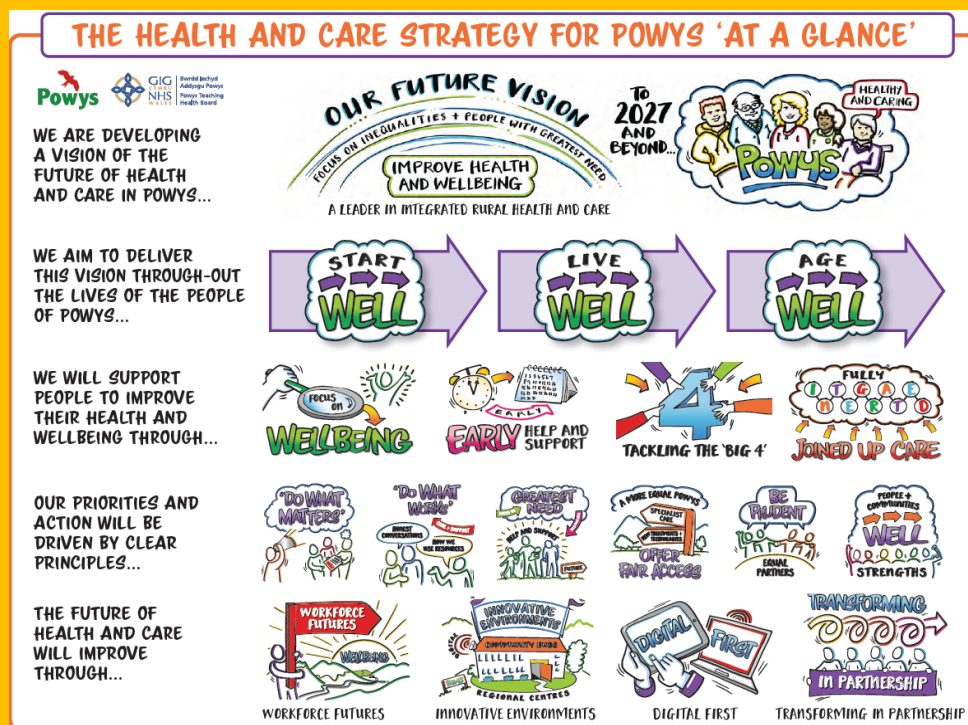 THE HEALTH AND CARE STRATEGY FOR POWYS 'AT A GLANCE'
Powys
GIG
CYMRU
NHS
WALES
Bwrdd Iechyd
Addysgu Powys
Powys Teaching
Health Board
WE ARE DEVELOPING
A VISION OF THE
FUTURE OF HEALTH
AND CARE IN POWYS...
OUR FUTURE VISION
FOCUS ON INEQUALITIES + PEOPLE WITH GREATEST NEED
IMPROVE HEALTH
AND WELLBEING
A LEADER IN INTEGRATED RURAL HEALTH AND CARE
TO
2027
AND
BEYOND...
HEALTHY
AND CARING
POWYS
WE AIM TO DELIVER
THIS VISION THROUGH-OUT
THE LIVES OF THE PEOPLE
OF POWYS...
START
WELL
LIVE
WELL
AGE
WELL
WE WILL SUPPORT
PEOPLE TO IMPROVE
THEIR HEALTH AND
WELLBEING THROUGH...
FOCUS
ON
WELLBEING
EARLY
EARLY HELP AND
SUPPORT
4
TACKLING THE 'BIG 4'
FULLY
I T G A E
N E R T D
JOINED UP CARE
OUR PRIORITIES AND
ACTION WILL BE
DRIVEN BY CLEAR
PRINCIPLES...
'DO WHAT
MATTERS'
'DO WHAT
WORKS'
HONEST
CONVERSATIONS
HOW WE
USE RESOURCES
GREATEST
NEED
HELP AND SUPPORT
FUTURE
A MORE EQUAL POWYS
SPECIALIST
CARE
NEW TREATMENTS +
TECHNOLOGIES
OFFER
FAIR ACCESS
BE
PRUDENT
EQUAL
PARTNERS
PEOPLE +
COMMUNITIES
WELL
STRENGTHS
THE FUTURE OF
HEALTH AND CARE
WILL IMPROVE
THROUGH...
WORKFORCE
FUTURES
WELLBEING
WORKFORCE FUTURES
INNOVATIVE
ENVIRONMENTS
COMMUNITY HUBS
REGIONAL CENTRES
INNOVATIVE ENVIRONMENTS
DIGITAL
FIRST
DIGITAL FIRST
TRANSFORMING
IN PARTNERSHIP
TRANSFORMING IN PARTNERSHIP